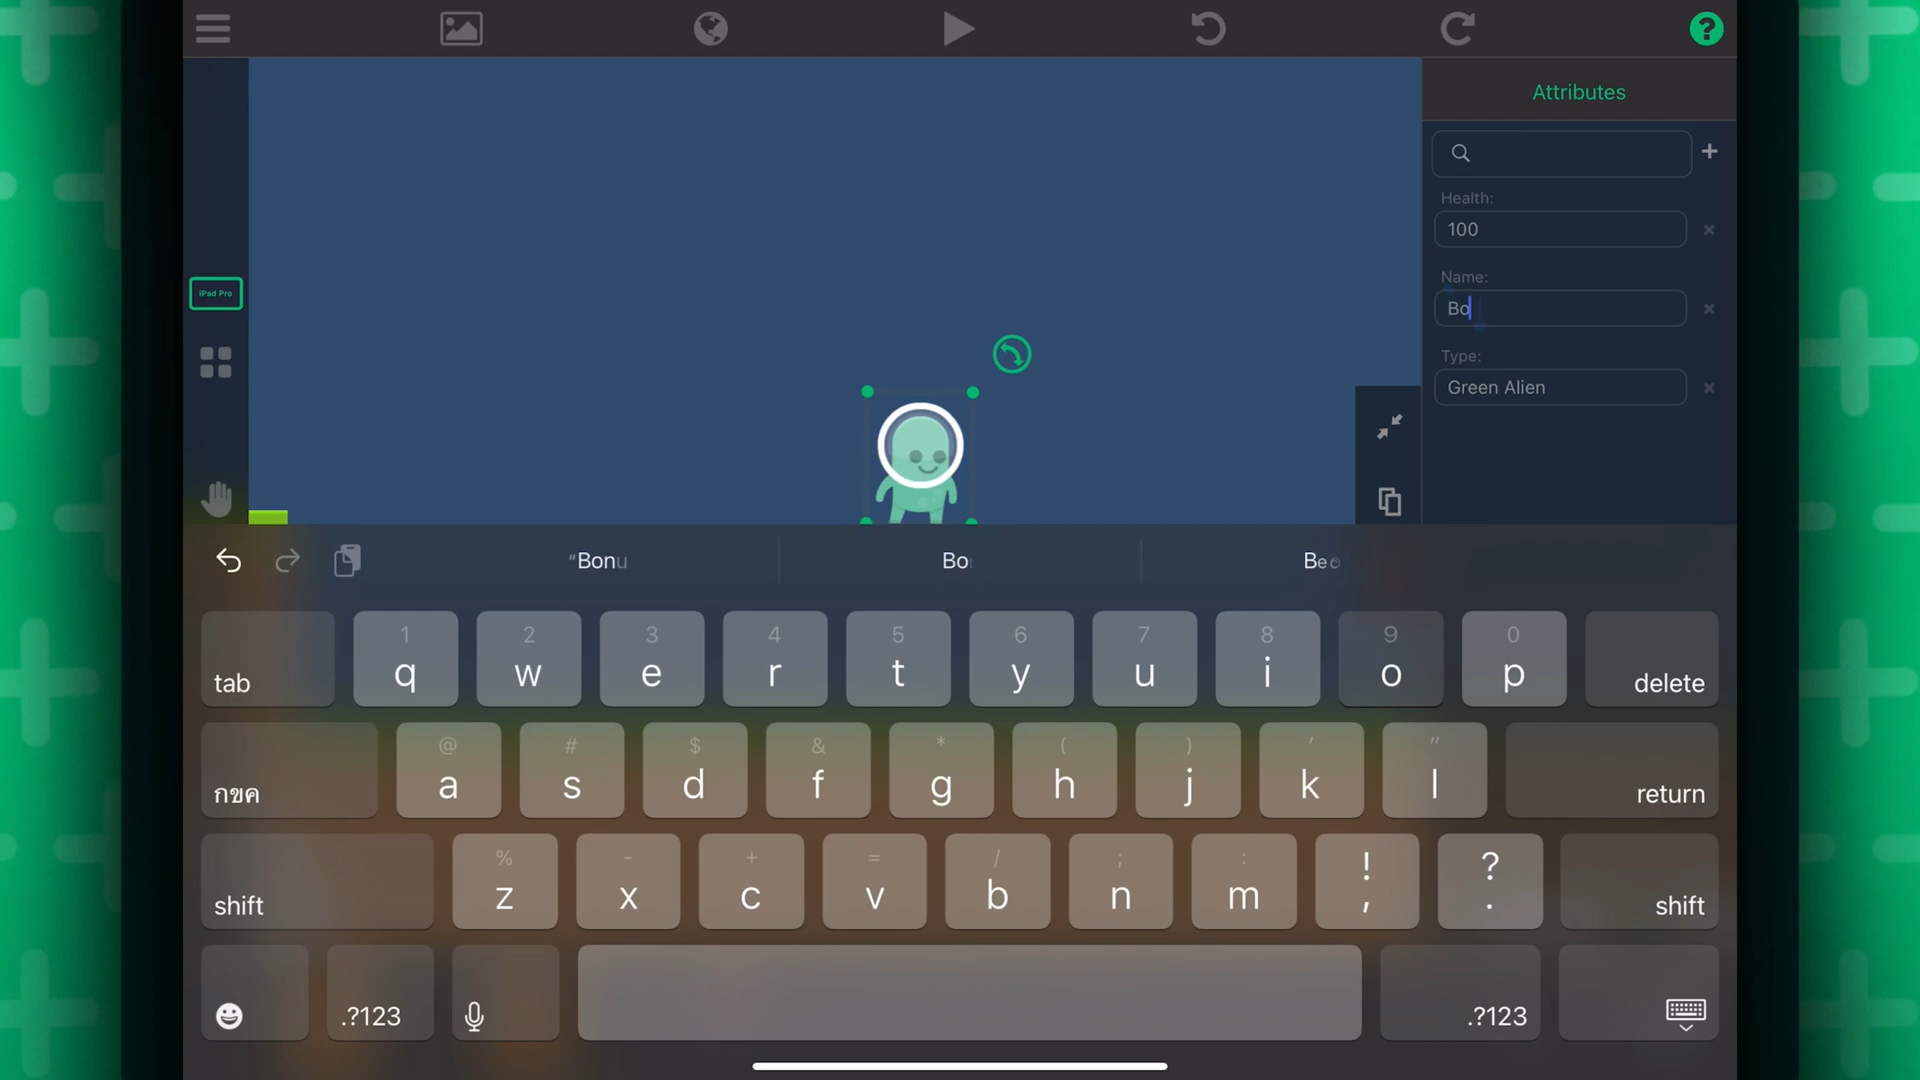 ?
Attributes
+
Health:
100
Name:
Bo
Type:
Green Alien
iPad Pro
“Bonu
Bo
Beo
1 2 3 4 5 6 7 8 9 0
tab q w e r t y u i o p delete
@ # $ & * ( ) ' "
กขค a s d f g h j k l return
% - + = / ; : ! ?
shift z x c v b n m , . shift
.?123
.?123